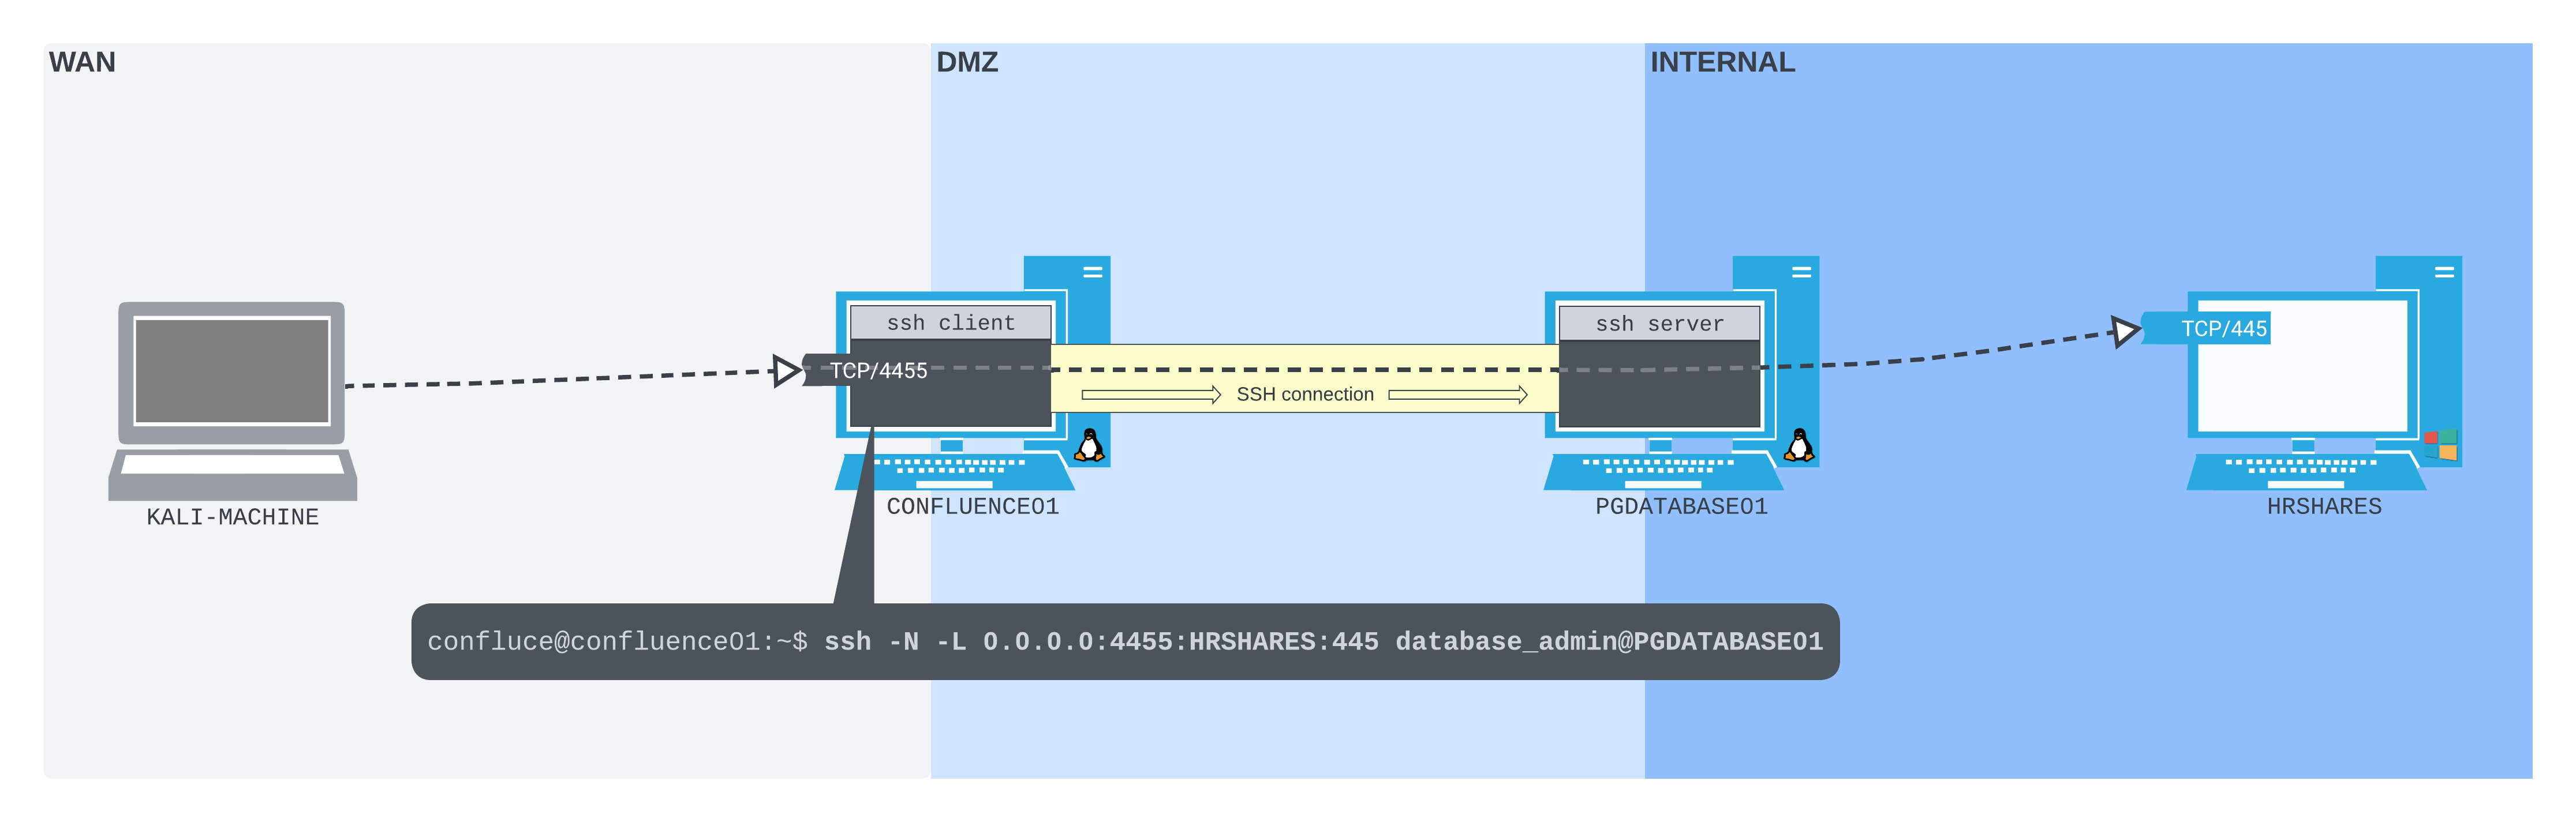 WAN
DMZ
INTERNAL
ssh client
ssh server
TCP/4455
TCP/445
SSH connection
KALI-MACHINE
CONFLUENCE01
PGDATABASE01
HRSHARES
confluce@confluence01:~$ ssh -N -L 0.0.0.0:4455:HRSHARES:445 database_admin@PGDATABASE01